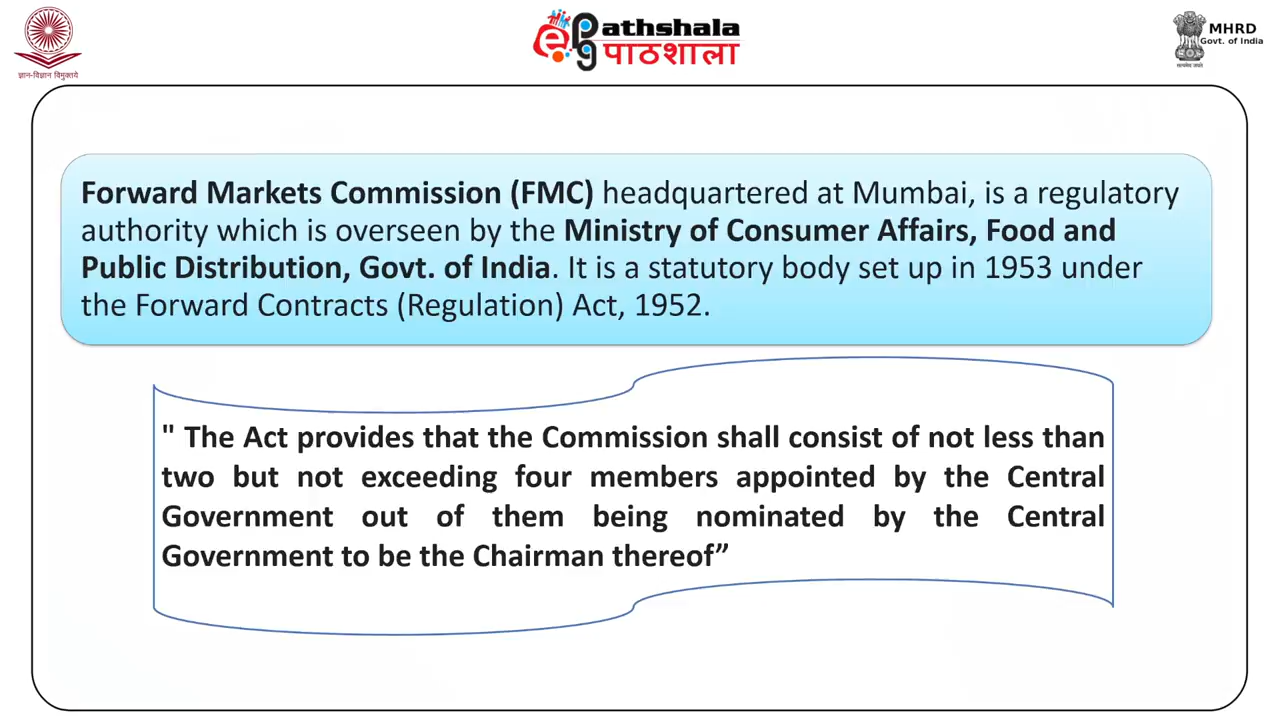 ज्ञान-विज्ञान विमुक्तये
epg
athshala
पाठशाला
MHRD
Govt. of India
सत्यमेव जयते
Forward Markets Commission (FMC) headquartered at Mumbai, is a regulatory
authority which is overseen by the Ministry of Consumer Affairs, Food and
Public Distribution, Govt. of India. It is a statutory body set up in 1953 under
the Forward Contracts (Regulation) Act, 1952.
" The Act provides that the Commission shall consist of not less than
two but not exceeding four members appointed by the Central
Government out of them being nominated by the Central
Government to be the Chairman thereof”